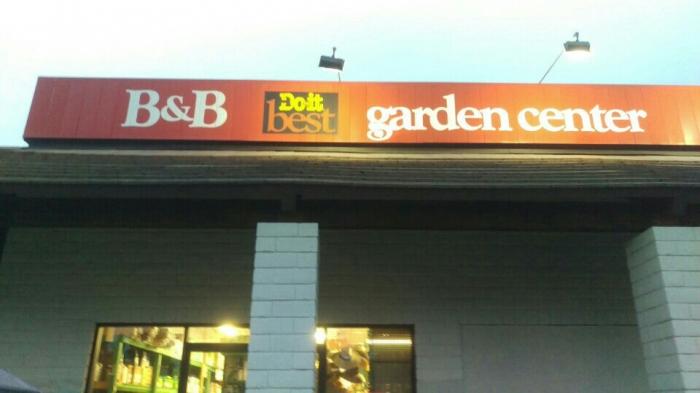 B&B Do it best garden center